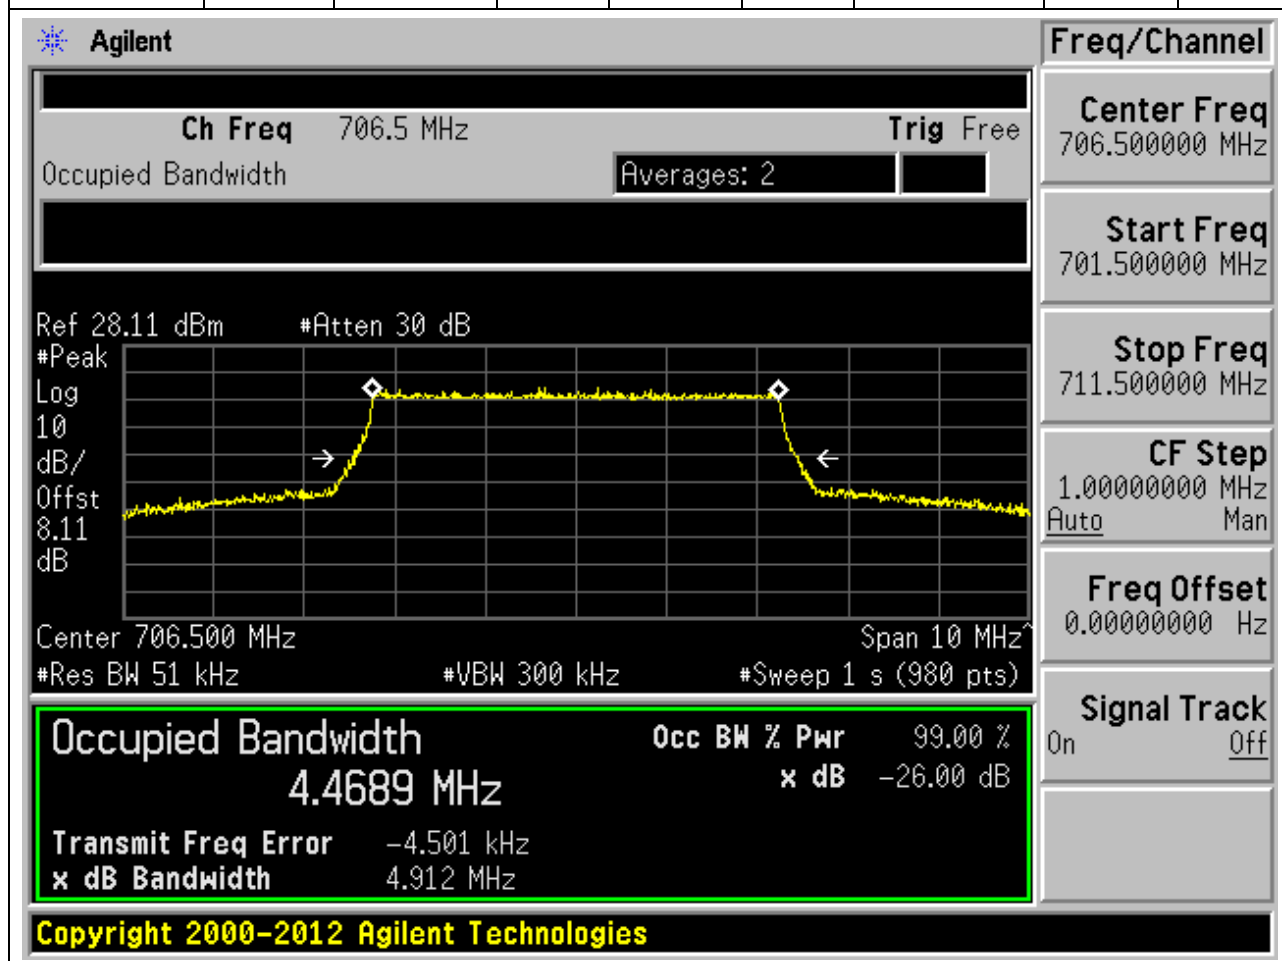 Agilent
Freq/Channel
Ch Freq 706.5 MHz Trig Free
Occupied Bandwidth Averages: 2
Center Freq
706.500000 MHz
Start Freq
701.500000 MHz
Stop Freq
711.500000 MHz
CF Step
1.00000000 MHz
Auto Man
Freq Offset
0.00000000 Hz
Signal Track
On Off
Ref 28.11 dBm #Atten 30 dB
#Peak
Log
10
dB/
Offst
8.11
dB
Center 706.500 MHz Span 10 MHz^
#Res BW 51 kHz #VBW 300 kHz #Sweep 1 s (980 pts)
Occupied Bandwidth Occ BW % Pwr 99.00 %
4.4689 MHz x dB -26.00 dB
Transmit Freq Error -4.501 kHz
x dB Bandwidth 4.912 MHz
Copyright 2000-2012 Agilent Technologies